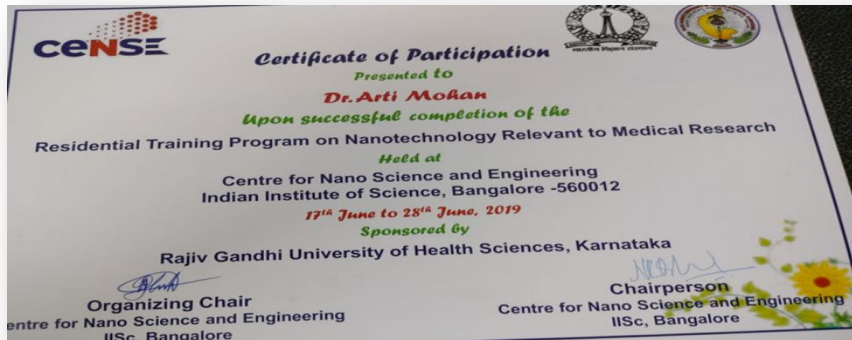 CeNSE
Certificate of Participation
Presented to
Dr. Arti Mohan
Upon successful completion of the
Residential Training Program on Nanotechnology Relevant to Medical Research
Held at
Centre for Nano Science and Engineering
Indian Institute of Science, Bangalore -560012
17th June to 28th June, 2019
Sponsored by
Rajiv Gandhi University of Health Sciences, Karnataka
Organizing Chair
entre for Nano Science and Engineering
IISc, Bangalore
Chairperson
Centre for Nano Science and Engineering
IISc, Bangalore